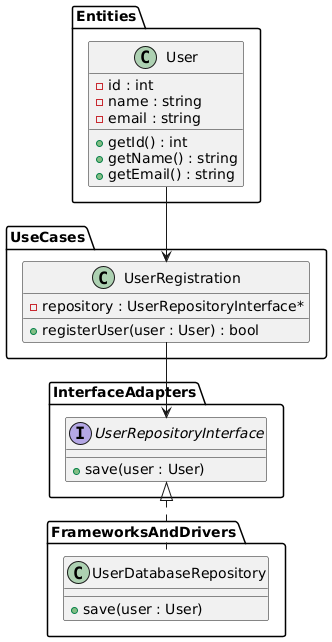 Entities
C User
id : int
name : string
email : string
getId() : int
getName() : string
getEmail() : string
UseCases
C UserRegistration
repository : UserRepositoryInterface*
registerUser(user : User) : bool
InterfaceAdapters
I UserRepositoryInterface
save(user : User)
FrameworksAndDrivers
C UserDatabaseRepository
save(user : User)